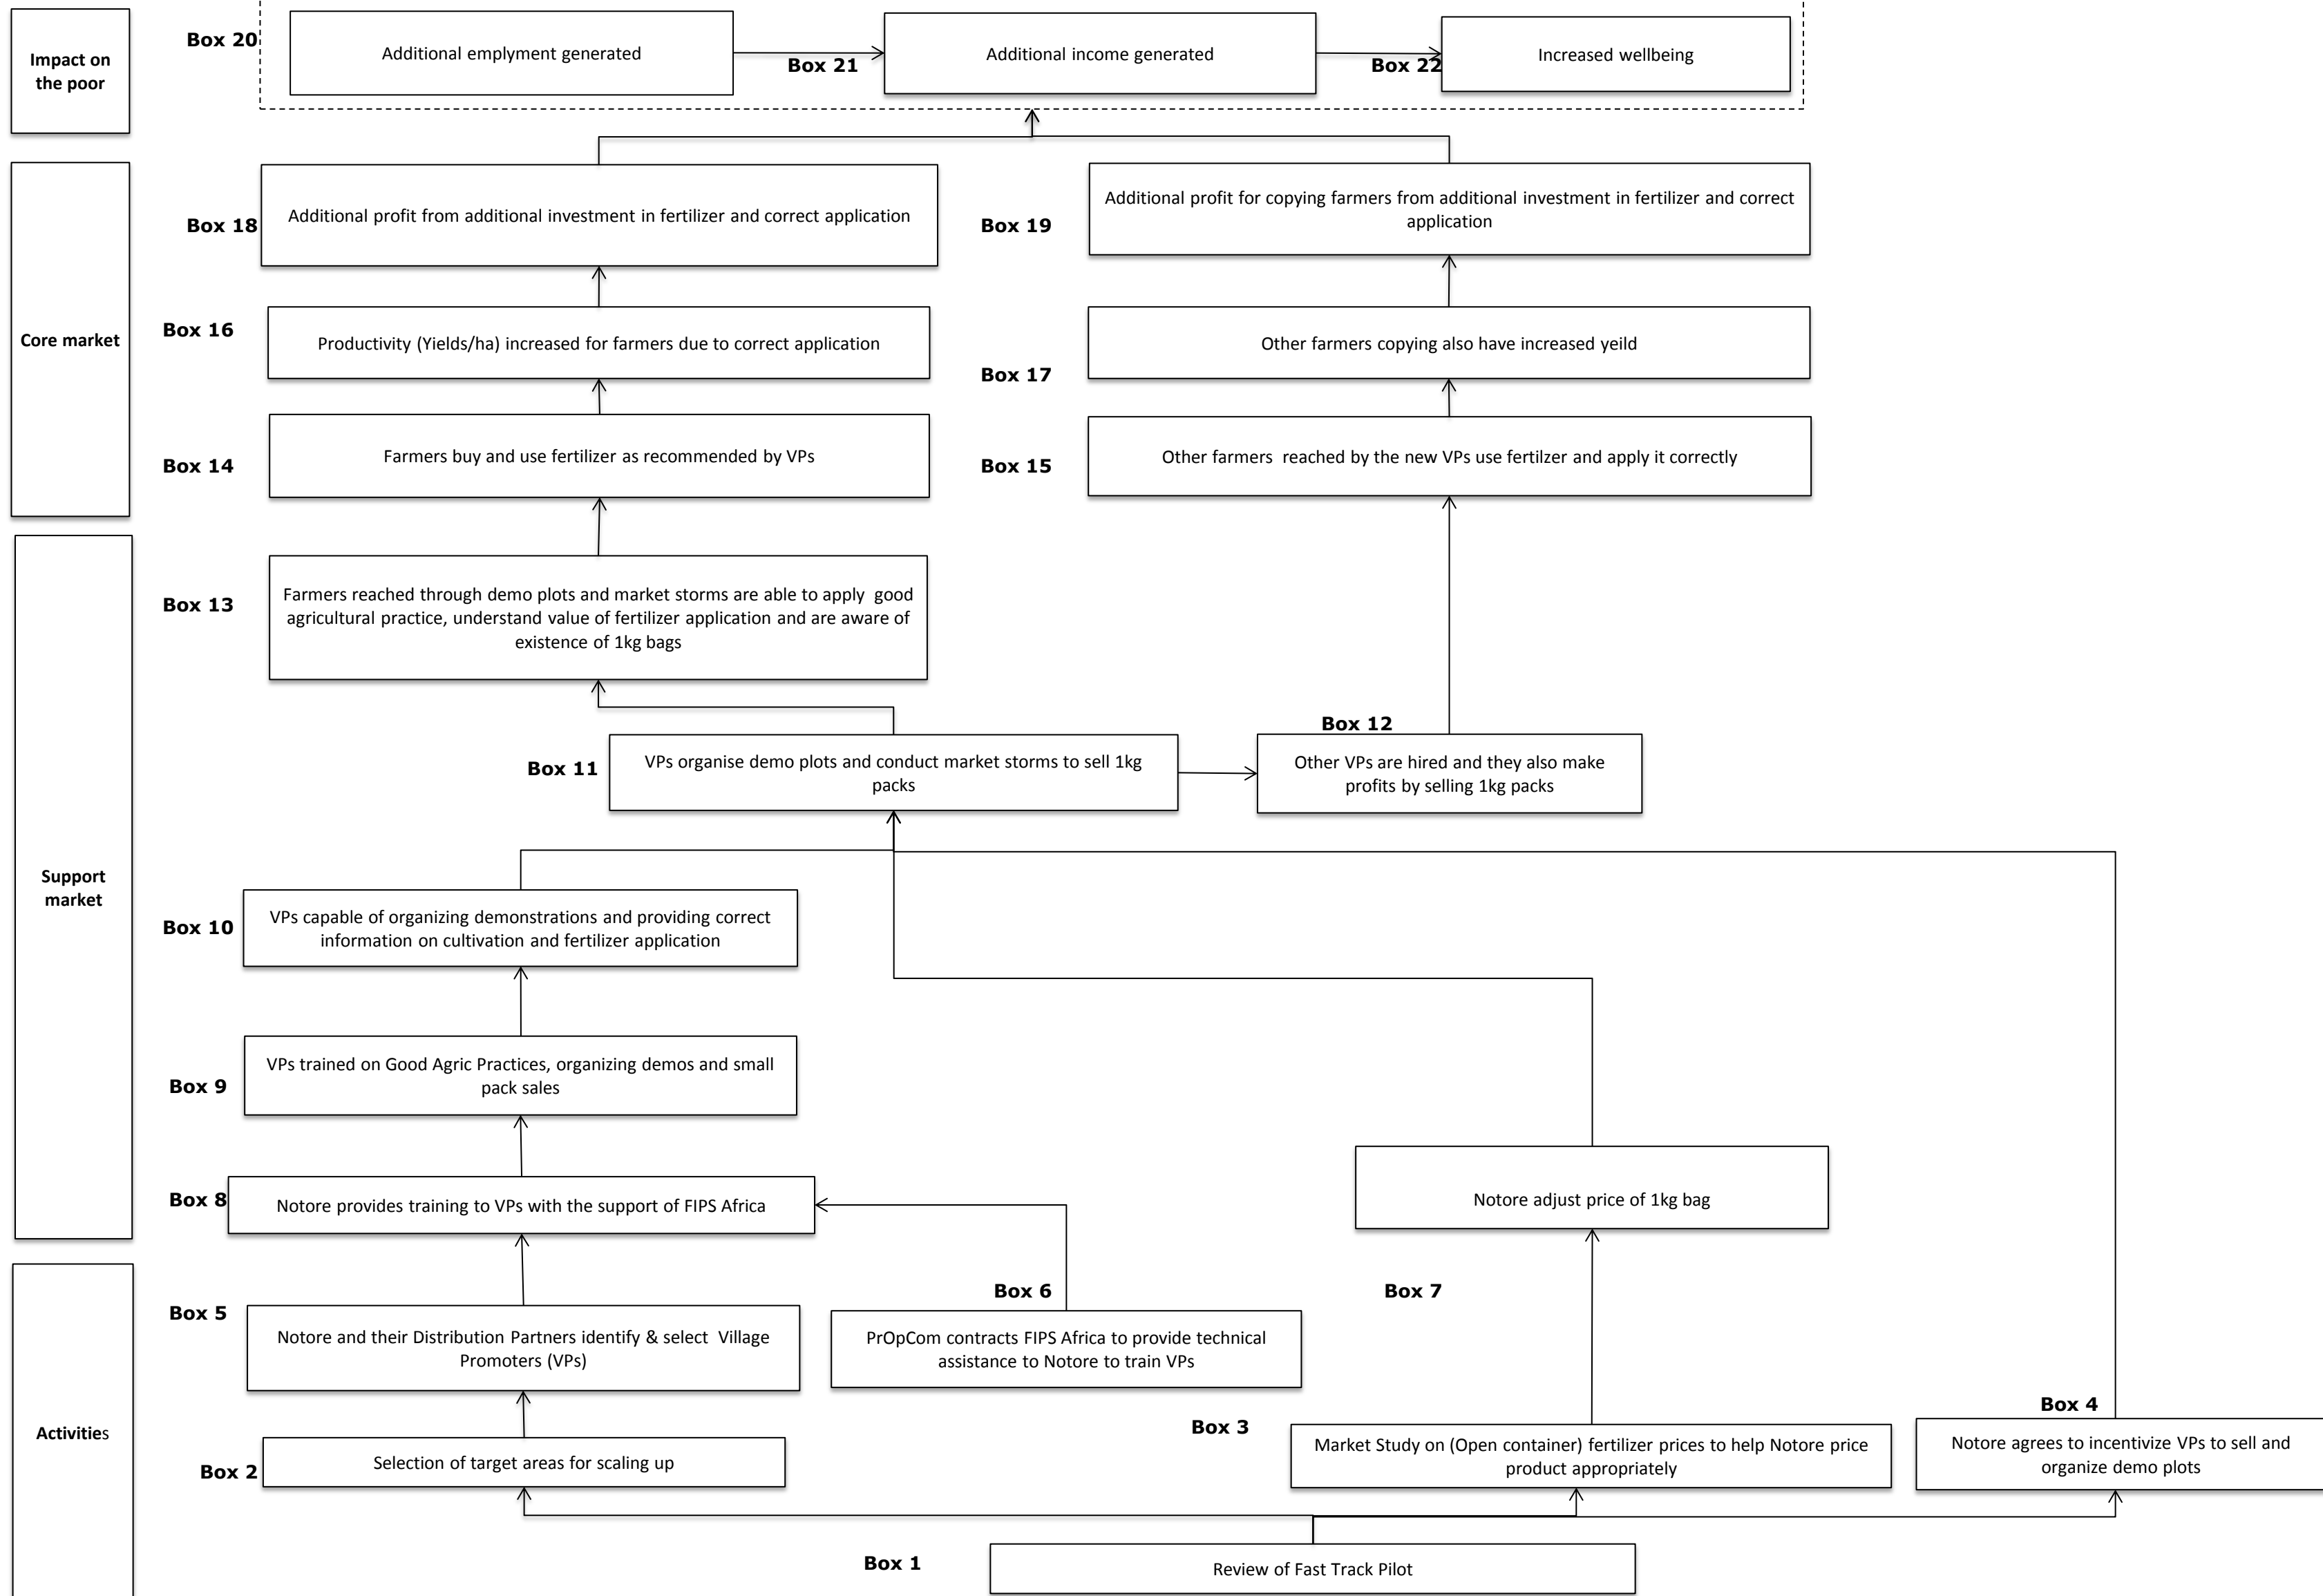 Impact on
the poor
Box 20
Additional emplyment generated
Box 21
Additional income generated
Box 22
Increased wellbeing
Core market
Box 18
Additional profit from additional investment in fertilizer and correct application
Box 19
Additional profit for copying farmers from additional investment in fertilizer and correct
application
Box 16
Productivity (Yields/ha) increased for farmers due to correct application
Box 17
Other farmers copying also have increased yeild
Box 14
Farmers buy and use fertilizer as recommended by VPs
Box 15
Other farmers reached by the new VPs use fertilzer and apply it correctly
Support
market
Box 13
Farmers reached through demo plots and market storms are able to apply good
agricultural practice, understand value of fertilizer application and are aware of
existence of 1kg bags
Box 11
VPs organise demo plots and conduct market storms to sell 1kg
packs
Box 12
Other VPs are hired and they also make
profits by selling 1kg packs
Box 10
VPs capable of organizing demonstrations and providing correct
information on cultivation and fertilizer application
Box 9
VPs trained on Good Agric Practices, organizing demos and small
pack sales
Box 8
Notore provides training to VPs with the support of FIPS Africa
Notore adjust price of 1kg bag
Box 7
Activities
Box 5
Notore and their Distribution Partners identify & select Village
Promoters (VPs)
Box 6
PrOpCom contracts FIPS Africa to provide technical
assistance to Notore to train VPs
Box 2
Selection of target areas for scaling up
Box 3
Market Study on (Open container) fertilizer prices to help Notore price
product appropriately
Box 4
Notore agrees to incentivize VPs to sell and
organize demo plots
Box 1
Review of Fast Track Pilot